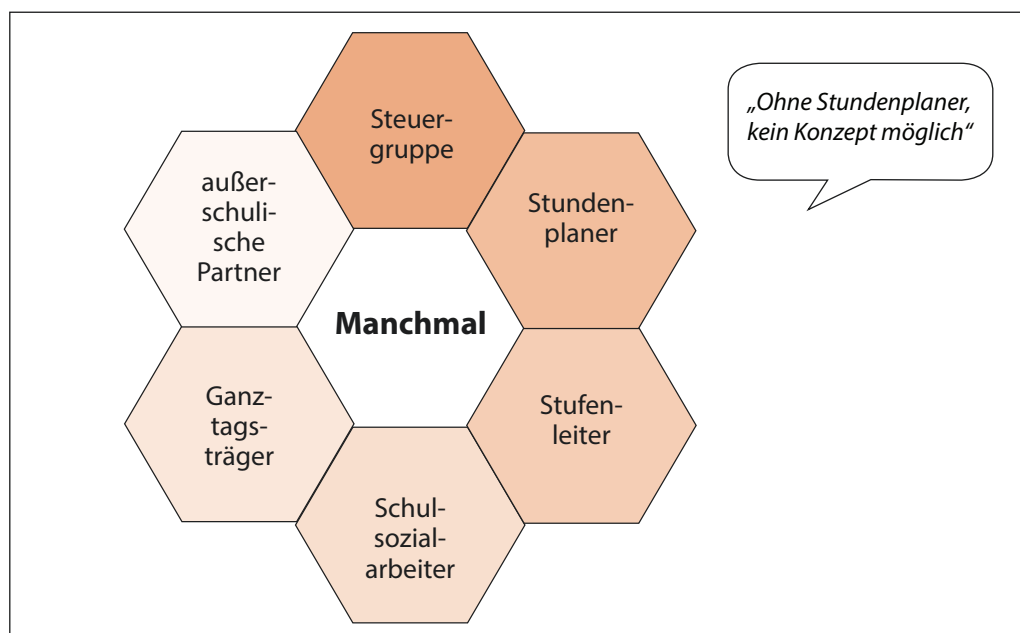 Steuer-
gruppe
„Ohne Stundenplaner,
kein Konzept möglich“
außer-
schuli-
sche
Partner
Stunden-
planer
Manchmal
Ganz-
tags-
träger
Stufen-
leiter
Schul-
sozial-
arbeiter